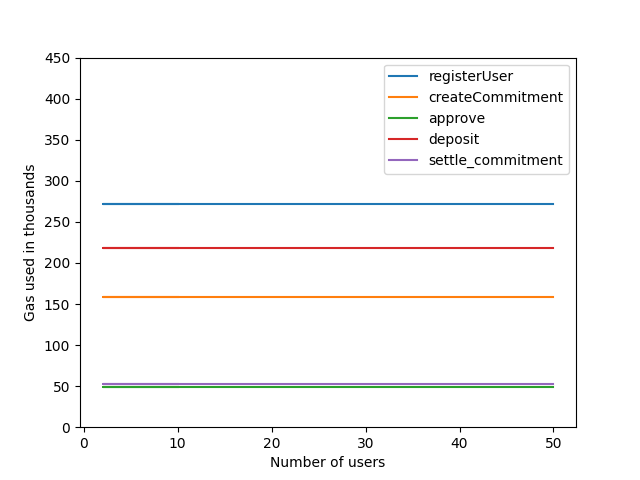 450
400
350
300
250
200
150
100
50
0
Gas used in thousands
registerUser
createCommitment
approve
deposit
settle_commitment
0 10 20 30 40 50
Number of users